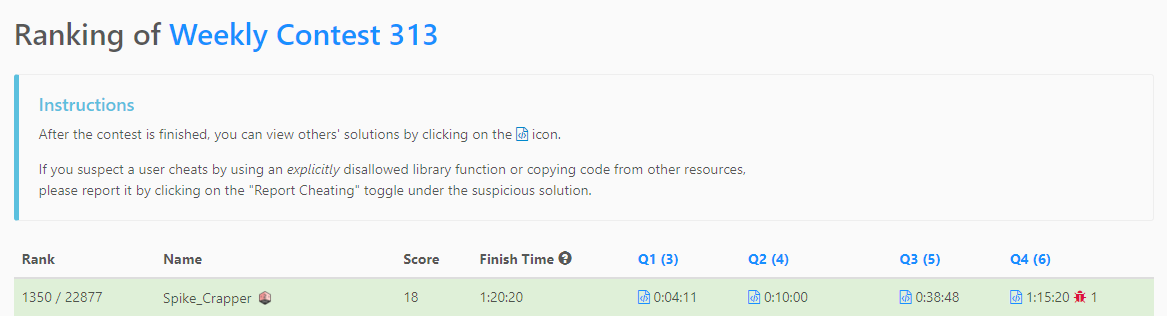 Ranking of Weekly Contest 313
Instructions
After the contest is finished, you can view others' solutions by clicking on the icon.
If you suspect a user cheats by using an explicitly disallowed library function or copying code from other resources,
please report it by clicking on the "Report Cheating" toggle under the suspicious solution.
Rank Name Score Finish Time Q1 (3) Q2 (4) Q3 (5) Q4 (6)
1350 / 22877 Spike_Crapper 18 1:20:20 0:04:11 0:10:00 0:38:48 1:15:20 1